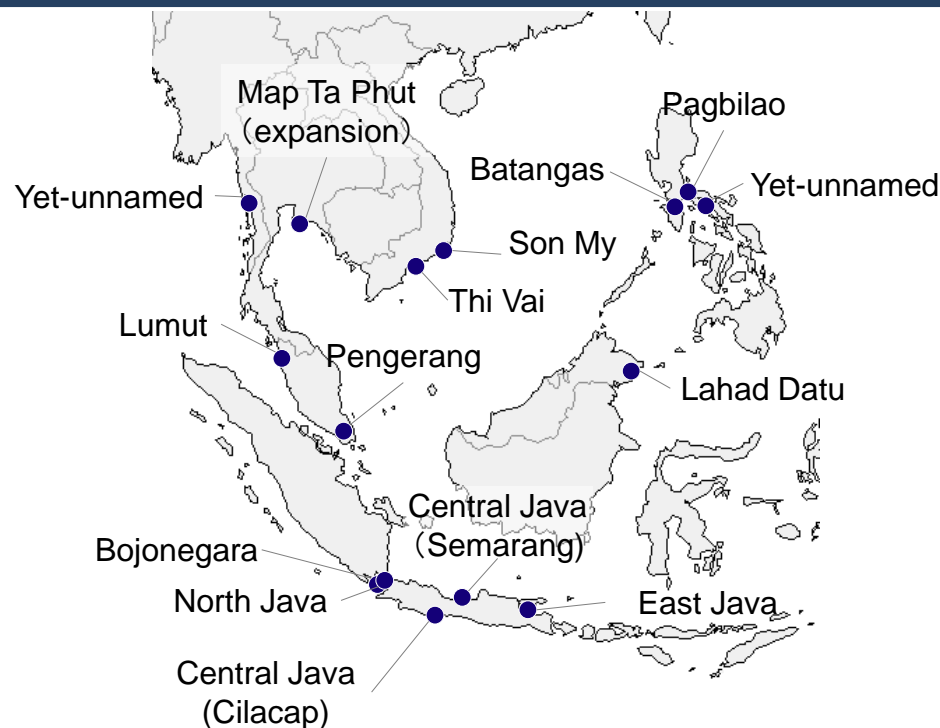 Map Ta Phut
（expansion）
Pagbilao
Batangas
Yet-unnamed
Yet-unnamed
Son My
Thi Vai
Lumut
Pengerang
Lahad Datu
Central Java
（Semarang)
Bojonegara
North Java
East Java
Central Java
(Cilacap)